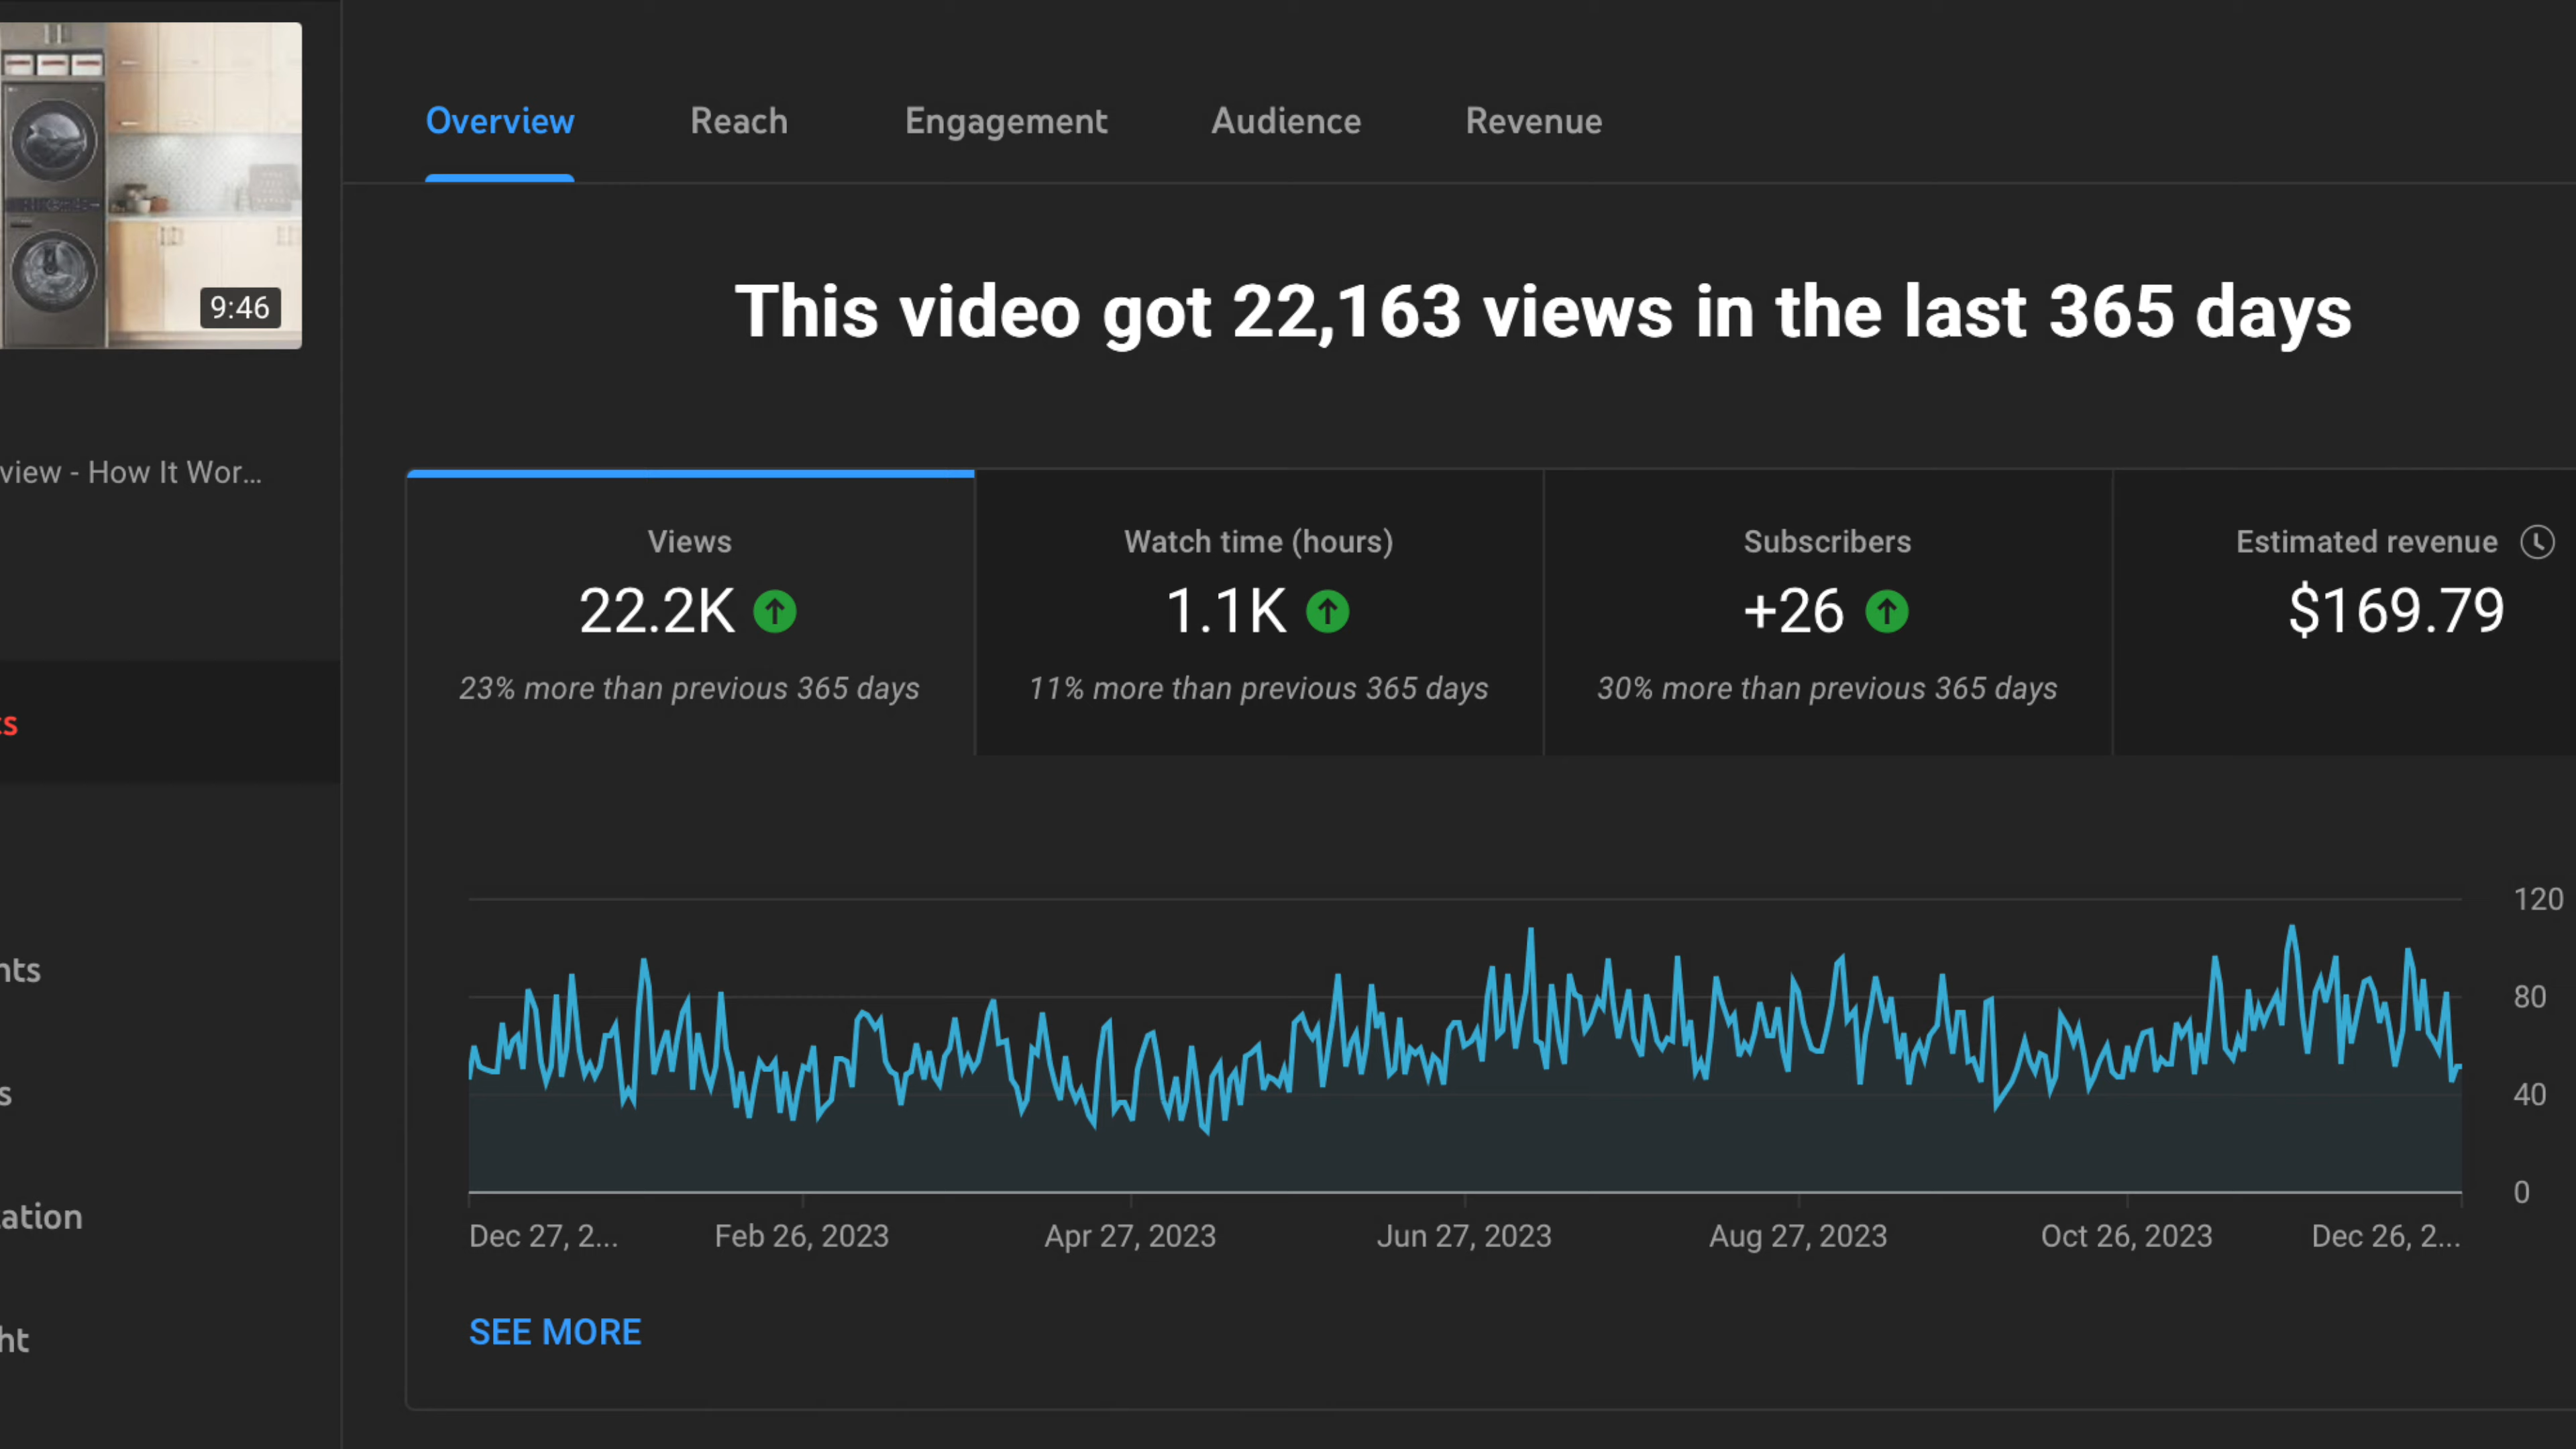 9:46
view - How It Wor...
ts
nts
s
ation
ht
Overview Reach Engagement Audience Revenue
This video got 22,163 views in the last 365 days
Views
22.2K
23% more than previous 365 days
Watch time (hours)
1.1K
11% more than previous 365 days
Subscribers
+26
30% more than previous 365 days
Estimated revenue
$169.79
120
80
40
0
Dec 27, 2... Feb 26, 2023 Apr 27, 2023 Jun 27, 2023 Aug 27, 2023 Oct 26, 2023 Dec 26, 2...
SEE MORE